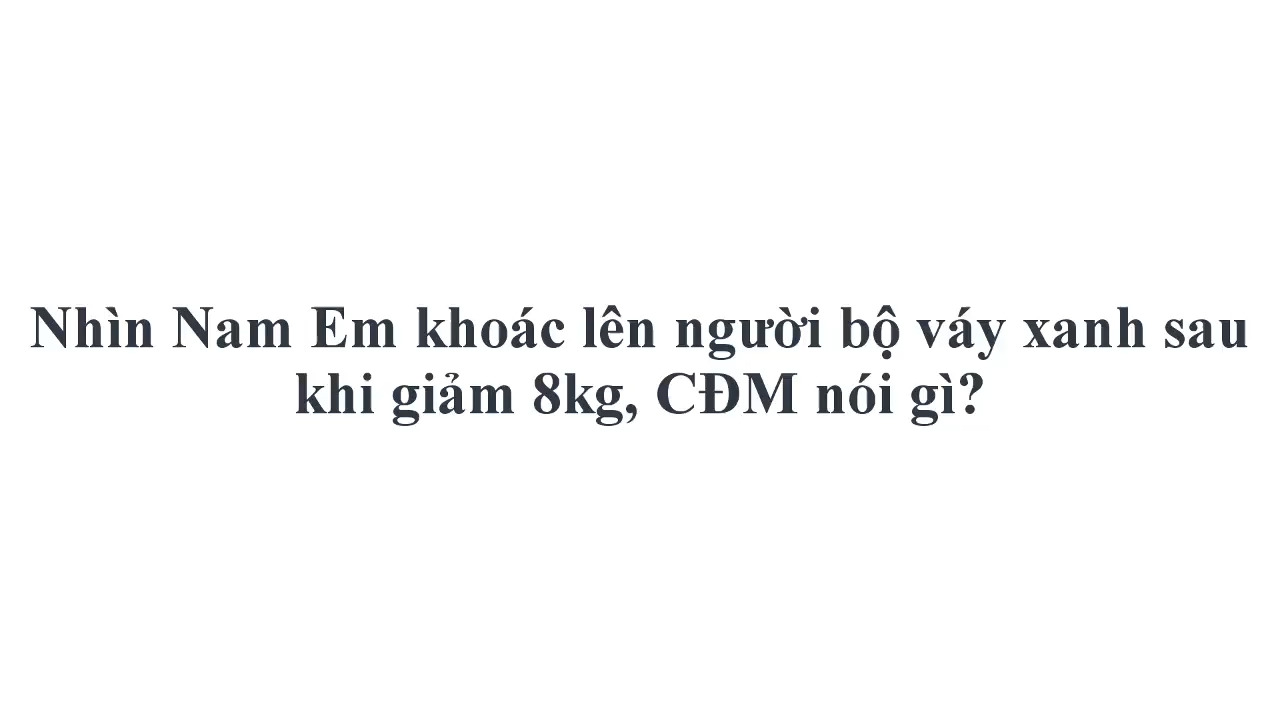 Nhìn Nam Em khoác lên người bộ váy xanh sau
khi giảm 8kg, CĐM nói gì?